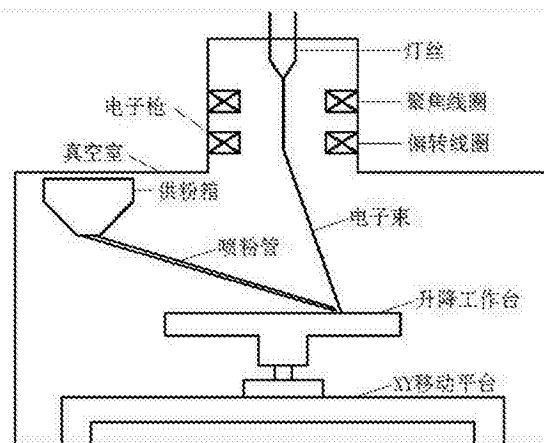 灯丝
电子枪
聚焦线圈
偏转线圈
真空室
供粉箱
电子束
喷粉管
升降工作台
XY移动平台